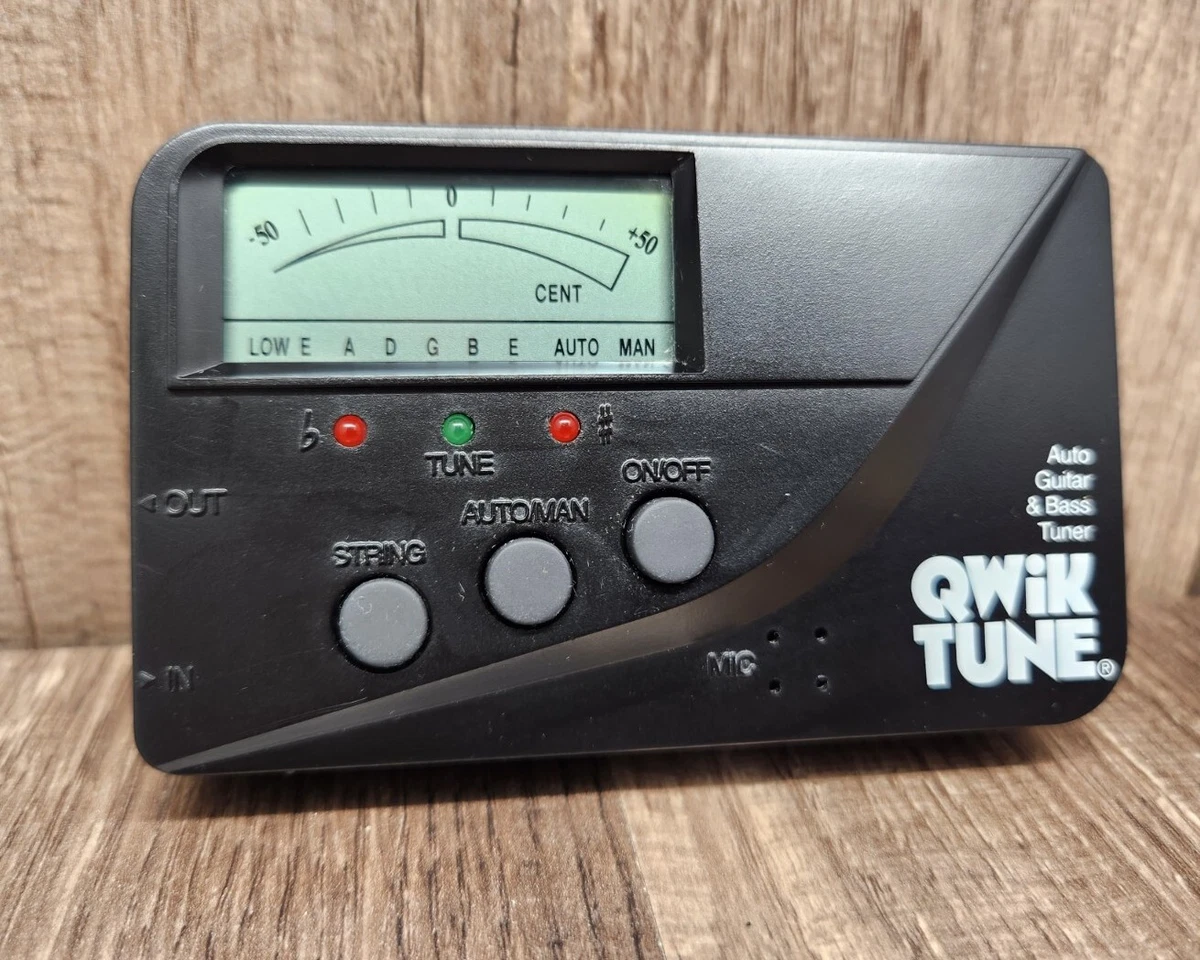 -50 0 +50
CENT
LOW E A D G B E AUTO MAN
♭ ♯
TUNE
ON/OFF
AUTO/MAN
STRING
◁ OUT
> IN
MIC
Auto
Guitar
& Bass
Tuner
QWiK
TUNE®